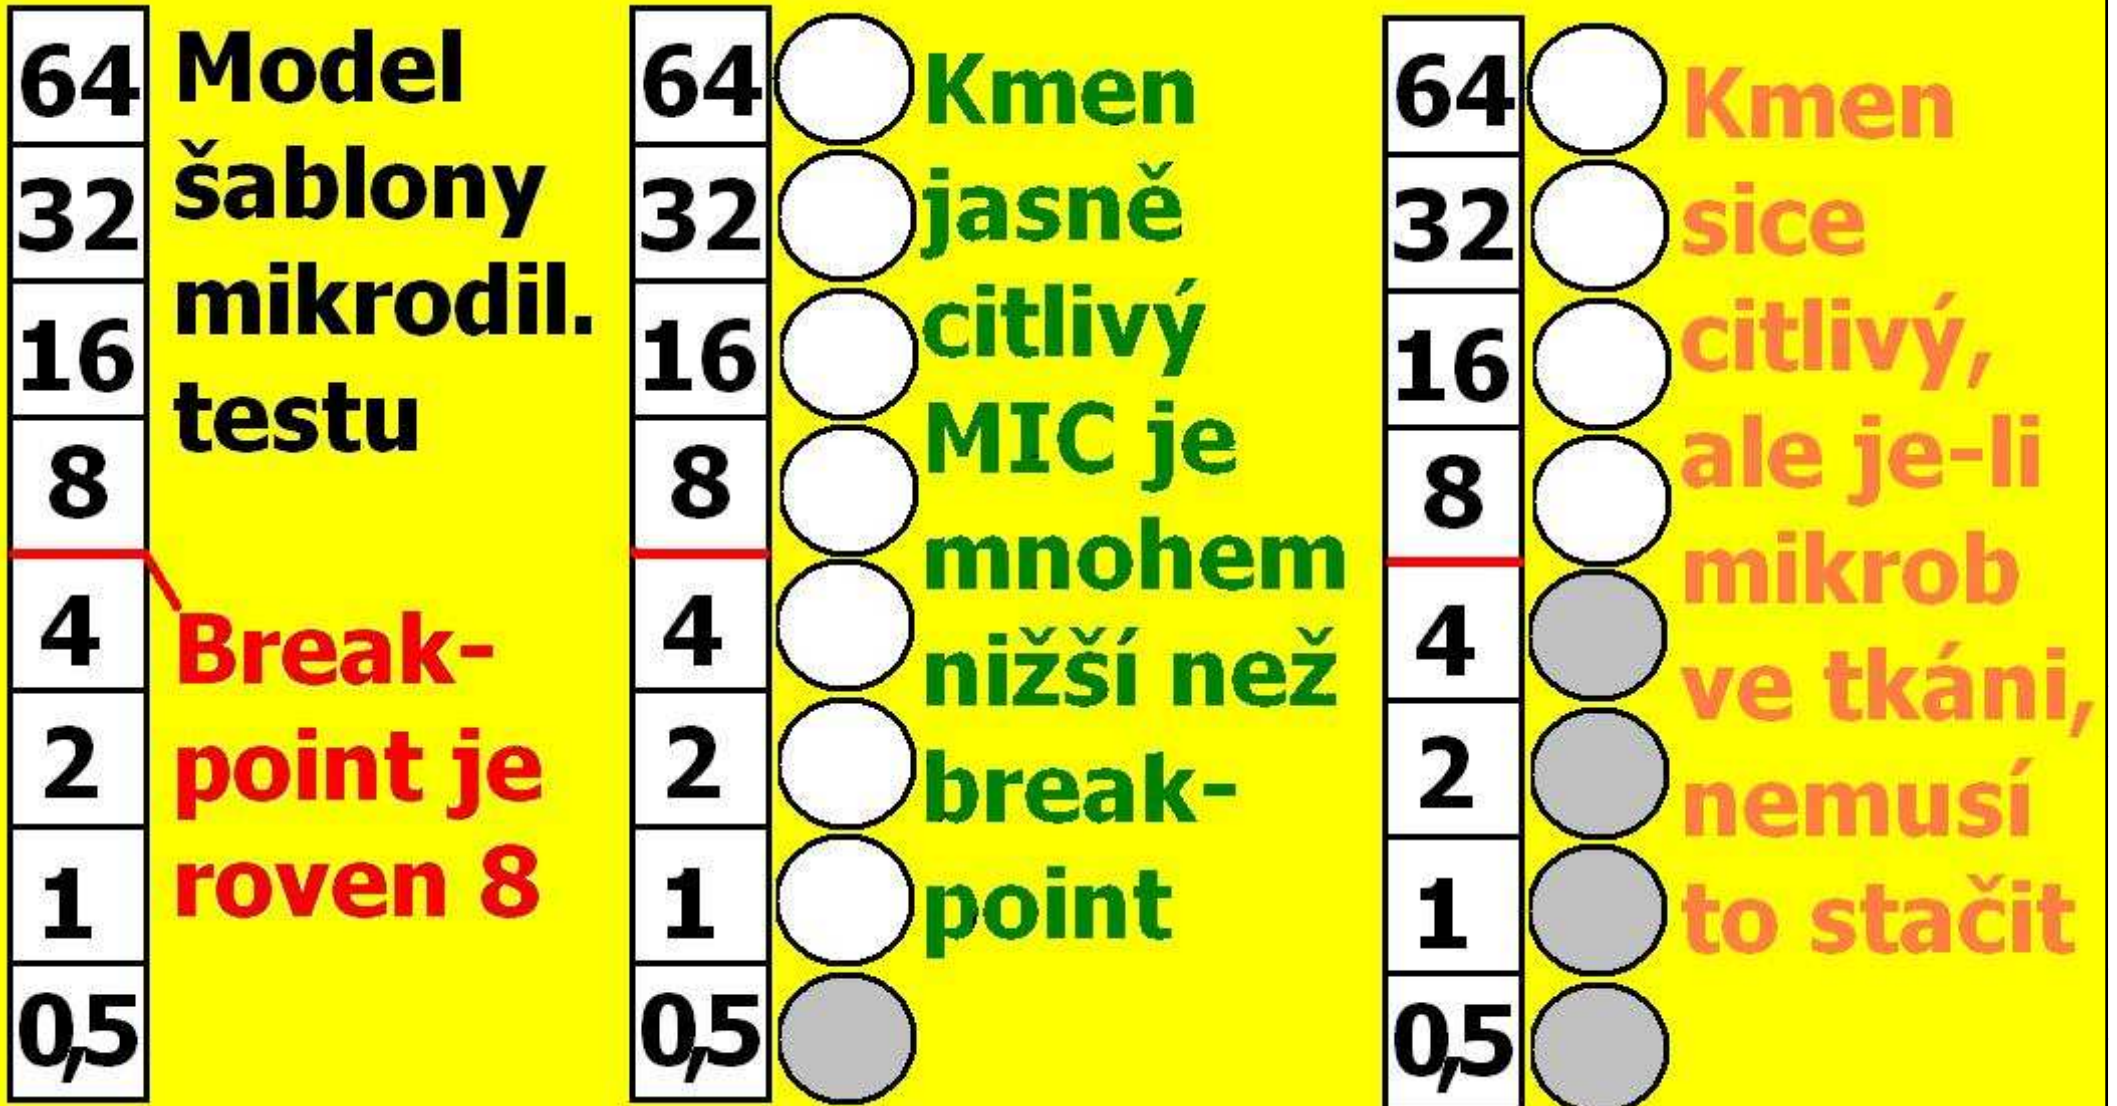 64
32
16
8
4
2
1
0,5
Model
šablony
mikrodil.
testu
Break-
point je
roven 8
64
32
16
8
4
2
1
0,5
Kmen
jasně
citlivý
MIC je
mnohem
nižší než
break-
point
64
32
16
8
4
2
1
0,5
Kmen
sice
citlivý,
ale je-li
mikrob
ve tkáni,
nemusí
to stačit